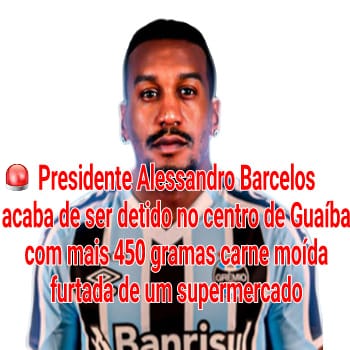 🚨 Presidente Alessandro Barcelos
acaba de ser detido no centro de Guaíba
com mais 450 gramas carne moída
furtada de um supermercado
GRÊMIO
Banrisul